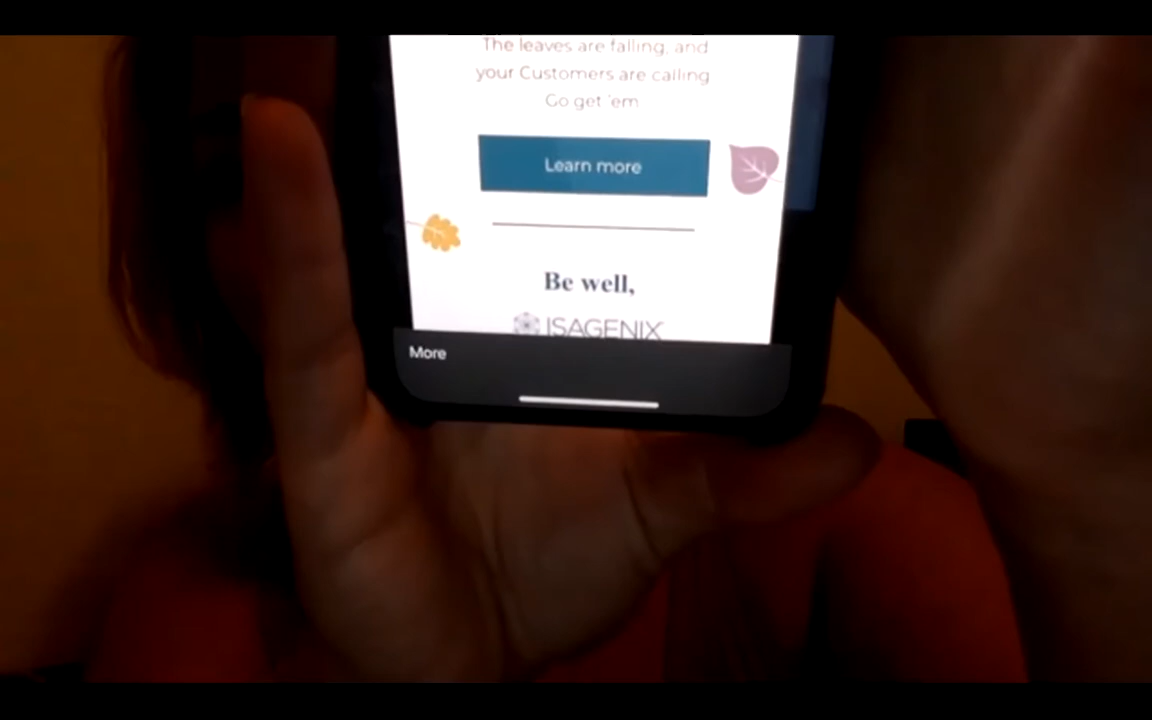 The leaves are falling, and
your Customers are calling
Go get 'em
Learn more
Be well,
ISAGENIX
More